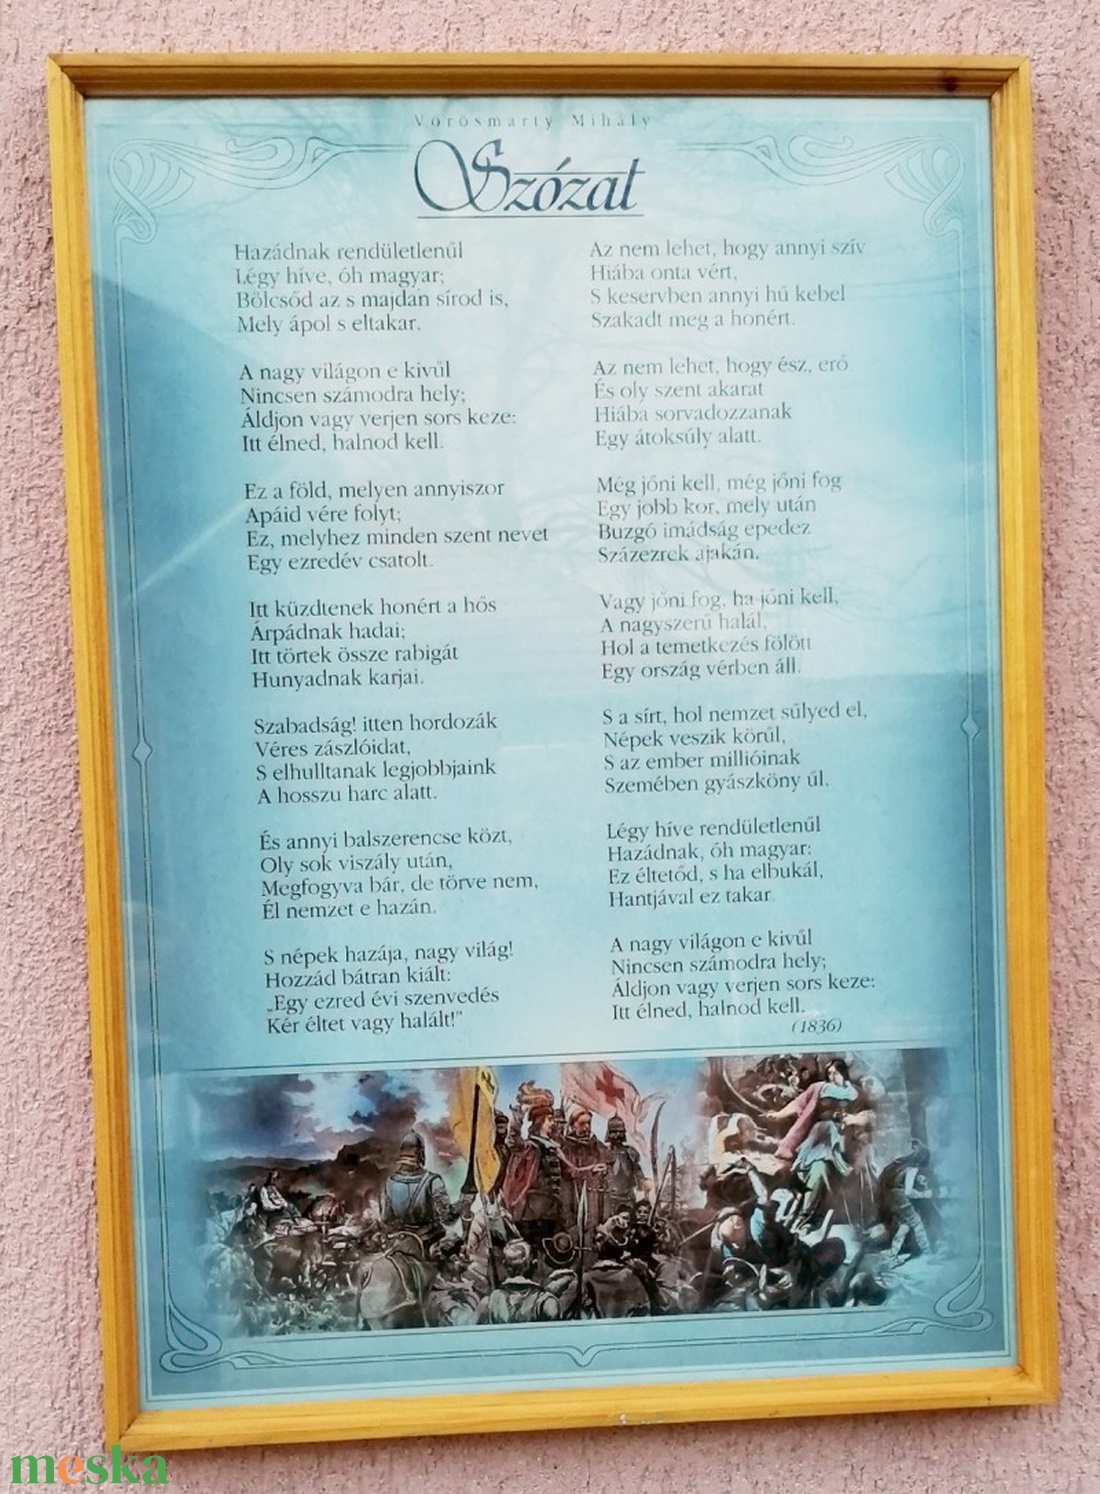 Vörösmarty Mihály
Szózat
Hazádnak rendületlenűl
Légy híve, óh magyar;
Bölcsőd az s majdan sírod is,
Mely ápol s eltakar.
A nagy világon e kivűl
Nincsen számodra hely;
Áldjon vagy verjen sors keze:
Itt élned, halnod kell.
Ez a föld, melyen annyiszor
Apáid vére folyt;
Ez, melyhez minden szent nevet
Egy ezredév csatolt.
Itt küzdtenek honért a hős
Árpádnak hadai;
Itt törtek össze rabigát
Hunyadnak karjai.
Szabadság! itten hordozák
Véres zászlóidat,
S elhulltanak legjobbjaink
A hosszu harc alatt.
És annyi balszerencse közt,
Oly sok viszály után,
Megfogyva bár, de törve nem,
Él nemzet e hazán.
S népek hazája, nagy világ!
Hozzád bátran kiált:
„Egy ezred évi szenvedés
Kér éltet vagy halált!”
Az nem lehet, hogy annyi szív
Hiába onta vért,
S keservben annyi hű kebel
Szakadt meg a honért.
Az nem lehet, hogy ész, erő
És oly szent akarat
Hiába sorvadozzanak
Egy átoksúly alatt.
Még jőni kell, még jőni fog
Egy jobb kor, mely után
Buzgó imádság epedez
Százezrek ajakán.
Vagy jőni fog, ha jőni kell,
A nagyszerű halál,
Hol a temetkezés fölött
Egy ország vérben áll.
S a sírt, hol nemzet sűlyed el,
Népek veszik körűl,
S az ember millióinak
Szemében gyászköny űl.
Légy híve rendületlenűl
Hazádnak, óh magyar:
Ez éltetőd, s ha elbukál,
Hantjával ez takar.
A nagy világon e kivűl
Nincsen számodra hely;
Áldjon vagy verjen sors keze:
Itt élned, halnod kell.
(1836)
meska